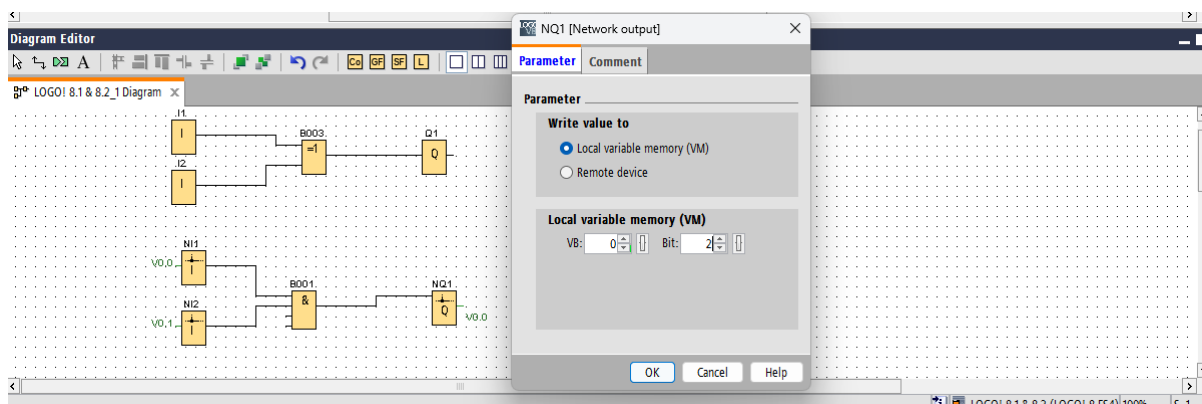 NQ1 [Network output]
Diagram Editor
Co GF SF L
Parameter Comment
LOGO! 8.1 & 8.2_1 Diagram
Parameter
Write value to
Local variable memory (VM)
Remote device
Local variable memory (VM)
VB: 0 Bit: 2
I1
I
B003
=1
Q1
Q
I2
I
NI1
V0.0
I
B001
&
NQ1
Q
V0.0
NI2
V0.1
I
OK Cancel Help